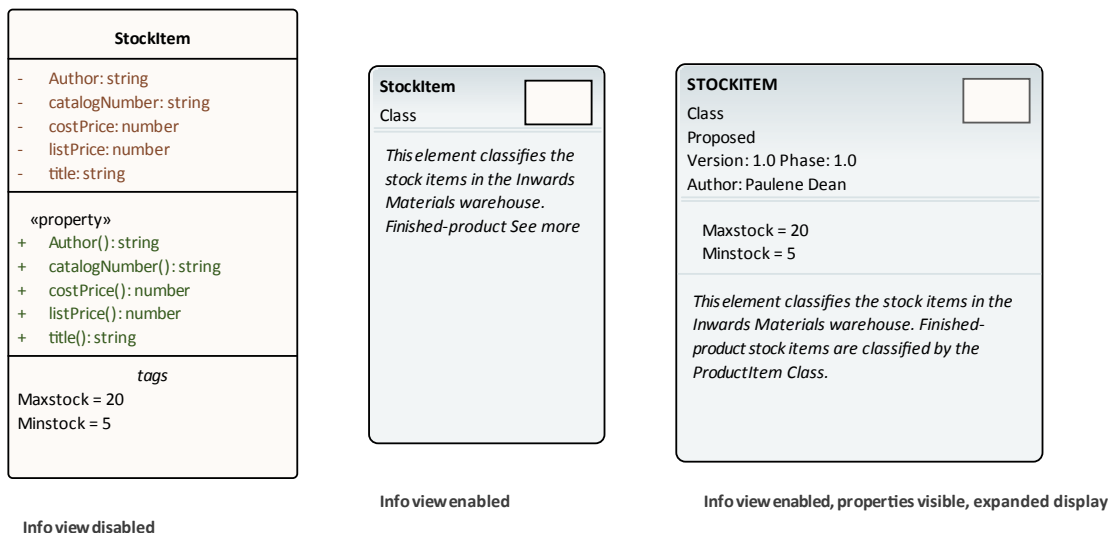 StockItem
- Author: string
- catalogNumber: string
- costPrice: number
- listPrice: number
- title: string
«property»
+ Author(): string
+ catalogNumber(): string
+ costPrice(): number
+ listPrice(): number
+ title(): string
tags
Maxstock = 20
Minstock = 5
Info view disabled
StockItem
Class
This element classifies the
stock items in the Inwards
Materials warehouse.
Finished-product See more
Info view enabled
STOCKITEM
Class
Proposed
Version: 1.0 Phase: 1.0
Author: Paulene Dean
Maxstock = 20
Minstock = 5
This element classifies the stock items in the
Inwards Materials warehouse. Finished-
product stock items are classified by the
ProductItem Class.
Info view enabled, properties visible, expanded display